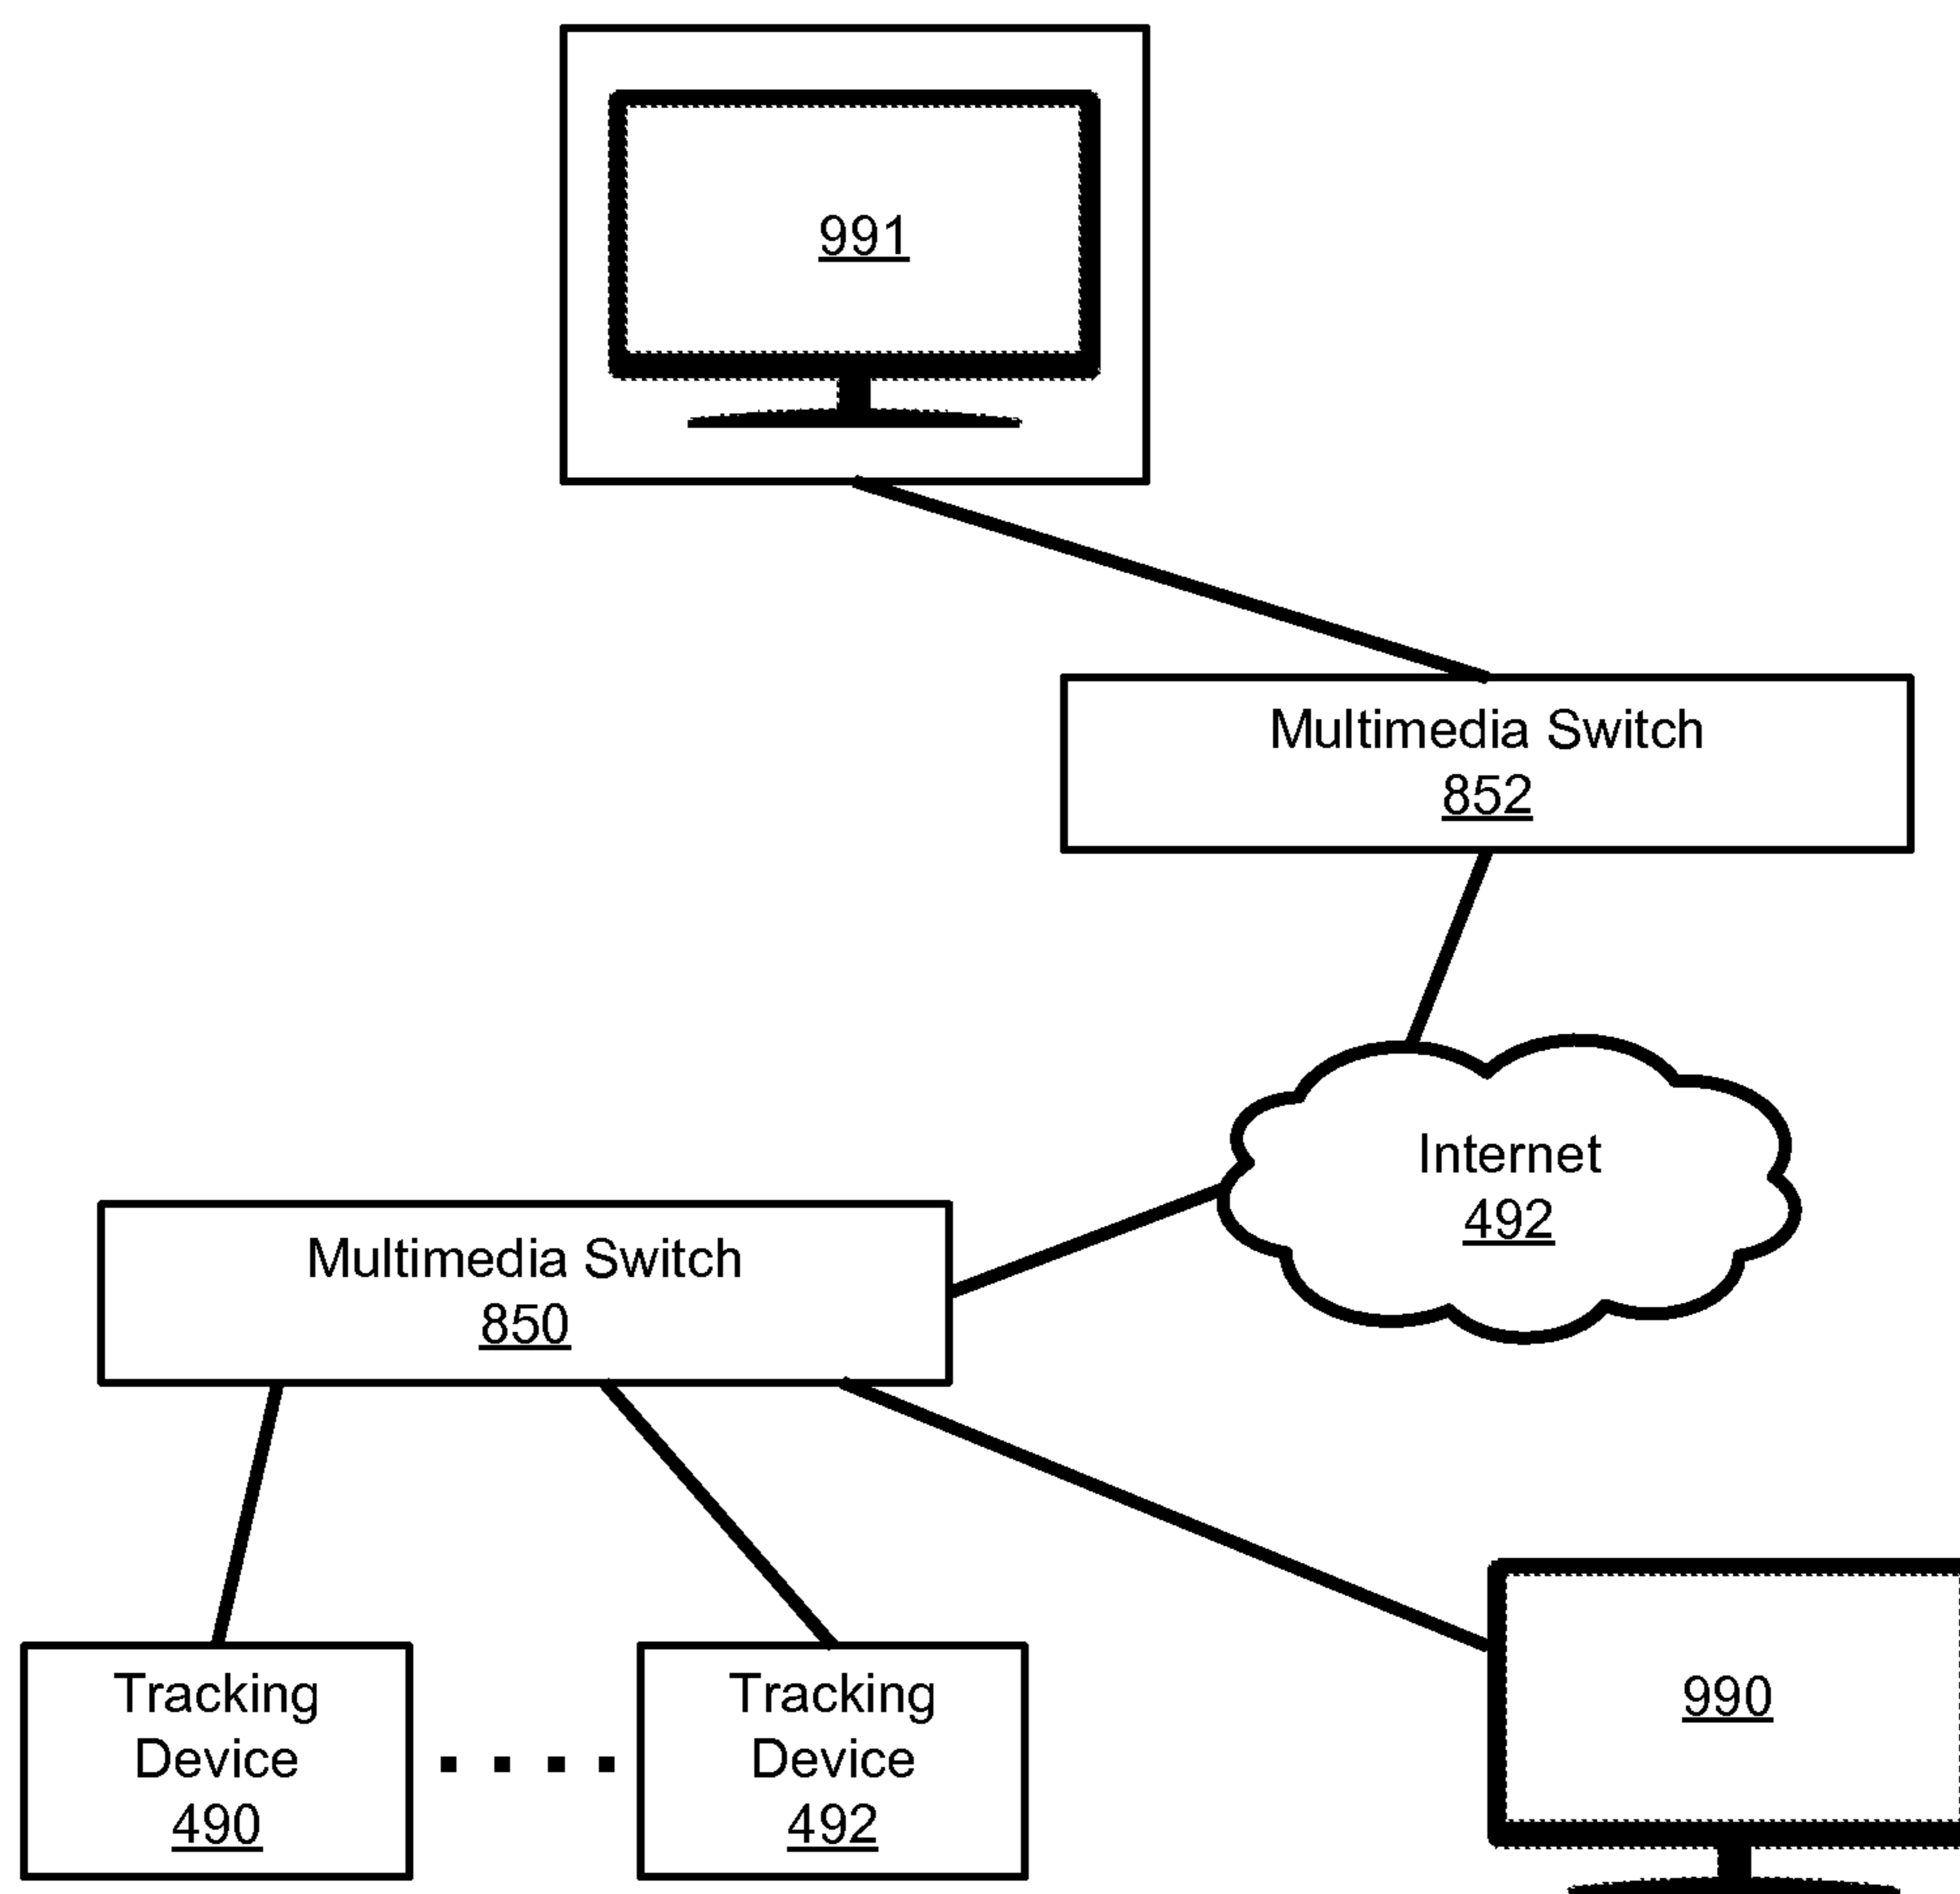 991
Multimedia Switch
852
Internet
492
Multimedia Switch
850
Tracking
Device
490
Tracking
Device
492
990